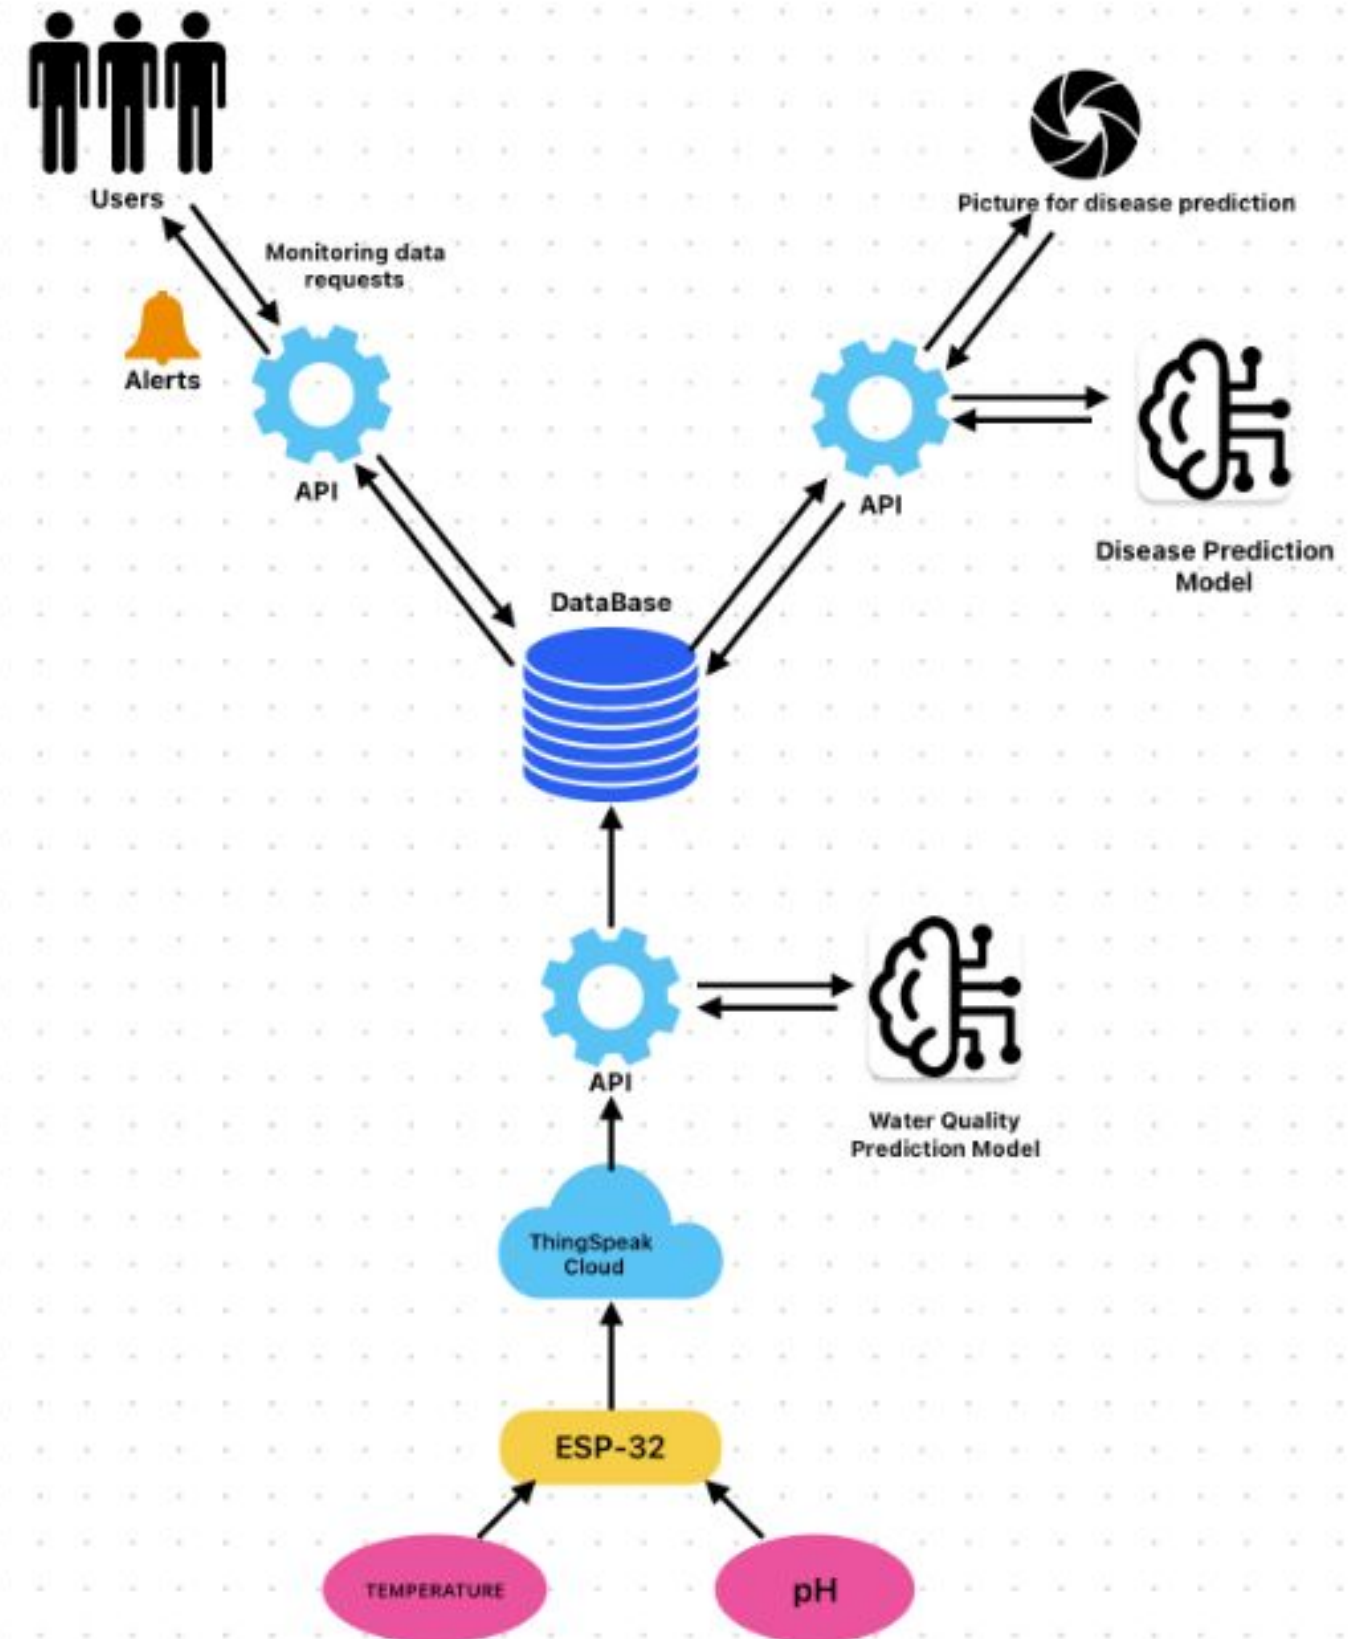 Users
Picture for disease prediction
Monitoring data
requests
Alerts
API
API
Disease Prediction
Model
DataBase
API
Water Quality
Prediction Model
ThingSpeak
Cloud
ESP-32
TEMPERATURE
pH